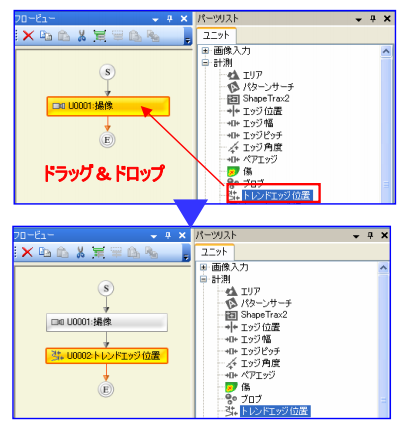 フロービュー
パーツリスト
ユニット
画像入力
計測
エリア
パターンサーチ
ShapeTrax2
エッジ位置
エッジ幅
エッジピッチ
エッジ角度
ペアエッジ
傷
ブロブ
トレンドエッジ位置
S
U0001:撮像
E
ドラッグ & ドロップ
フロービュー
パーツリスト
ユニット
画像入力
計測
エリア
パターンサーチ
ShapeTrax2
エッジ位置
エッジ幅
エッジピッチ
エッジ角度
ペアエッジ
傷
ブロブ
トレンドエッジ位置
S
U0001:撮像
U0002:トレンドエッジ位置
E